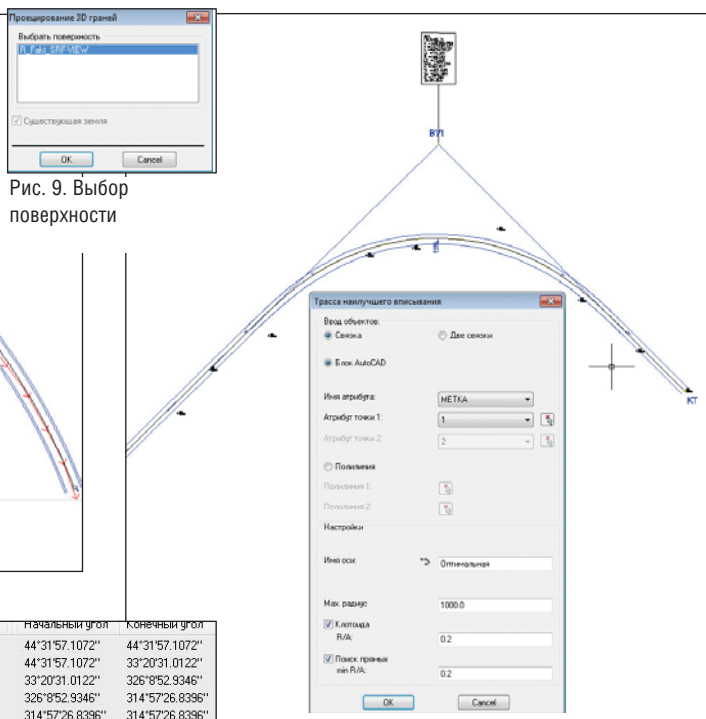 Проецирование 3D граней
Выбрать поверхность
R_Faks_SRF-VIEW
Существующая земля
OK
Cancel
Рис. 9. Выбор
поверхности
ВУ1
КТ
Трасса наилучшего вписывания
Ввод объектов:
Связка
Две связки
Блок AutoCAD
Имя атрибута:
МЕТКА
Атрибут точки 1:
1
Атрибут точки 2:
2
Полилиния
Полилиния 1:
Полилиния 2:
Настройки
Имя оси:
Оптимальная
Мах. радиус
1000.0
Клотоида
R/A:
0.2
Поиск прямых
min R/A:
0.2
OK
Cancel
Начальный угол Конечный угол
44°31'57.1072'' 44°31'57.1072''
44°31'57.1072'' 33°20'31.0122''
33°20'31.0122'' 326°8'52.9346''
326°8'52.9346'' 314°57'26.8396''
314°57'26.8396'' 314°57'26.8396''